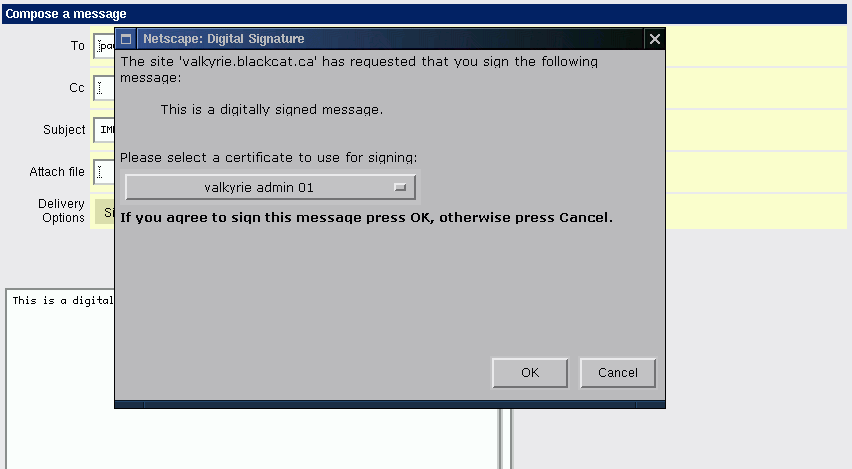 Compose a message
Netscape: Digital Signature
To
Cc
Subject
Attach file
Delivery
Options
The site 'valkyrie.blackcat.ca' has requested that you sign the following
message:
This is a digitally signed message.
Please select a certificate to use for signing:
valkyrie admin 01
If you agree to sign this message press OK, otherwise press Cancel.
OK
Cancel
This is a digital